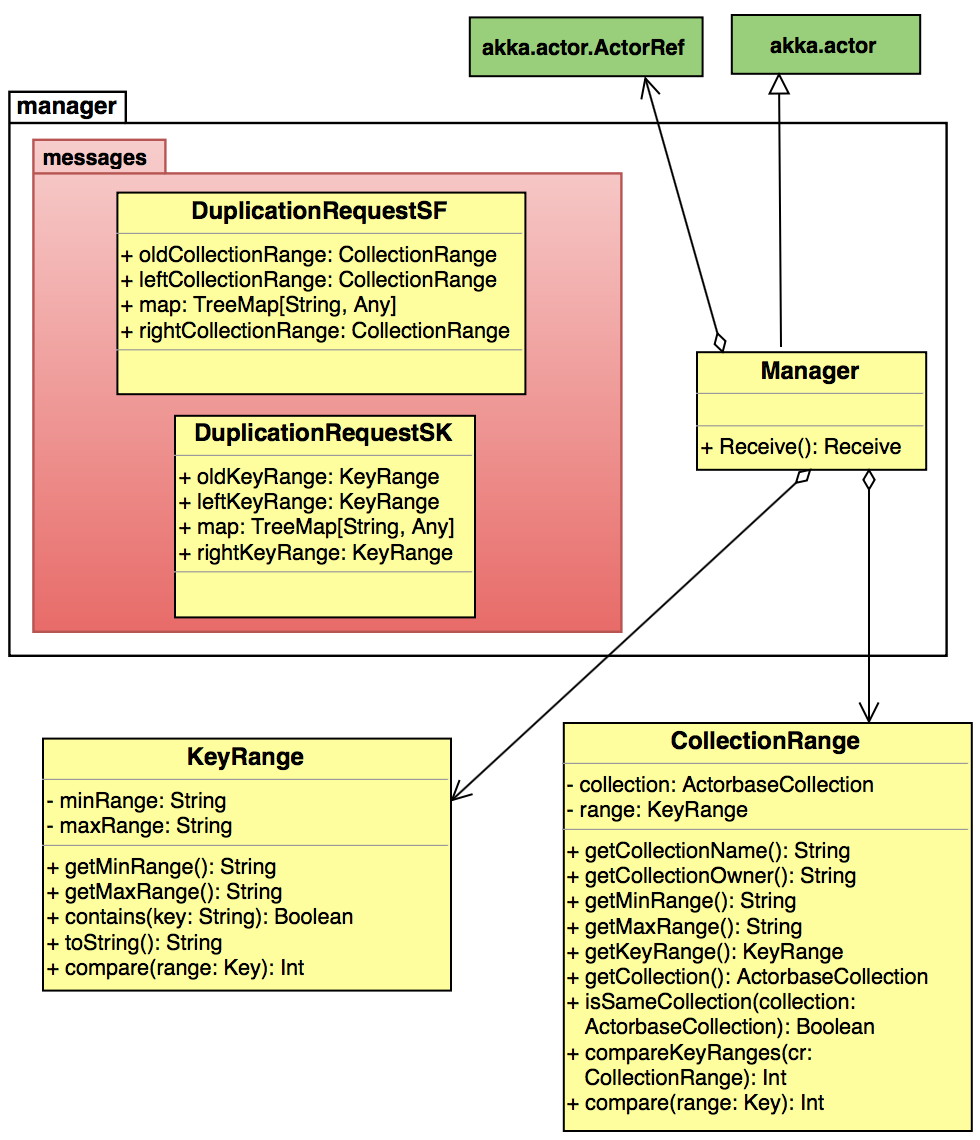 akka.actor.ActorRef
akka.actor
manager
messages
DuplicationRequestSF
+ oldCollectionRange: CollectionRange
+ leftCollectionRange: CollectionRange
+ map: TreeMap[String, Any]
+ rightCollectionRange: CollectionRange
DuplicationRequestSK
+ oldKeyRange: KeyRange
+ leftKeyRange: KeyRange
+ map: TreeMap[String, Any]
+ rightKeyRange: KeyRange
Manager
+ Receive(): Receive
KeyRange
- minRange: String
- maxRange: String
+ getMinRange(): String
+ getMaxRange(): String
+ contains(key: String): Boolean
+ toString(): String
+ compare(range: Key): Int
CollectionRange
- collection: ActorbaseCollection
- range: KeyRange
+ getCollectionName(): String
+ getCollectionOwner(): String
+ getMinRange(): String
+ getMaxRange(): String
+ getKeyRange(): KeyRange
+ getCollection(): ActorbaseCollection
+ isSameCollection(collection:
ActorbaseCollection): Boolean
+ compareKeyRanges(cr:
CollectionRange): Int
+ compare(range: Key): Int